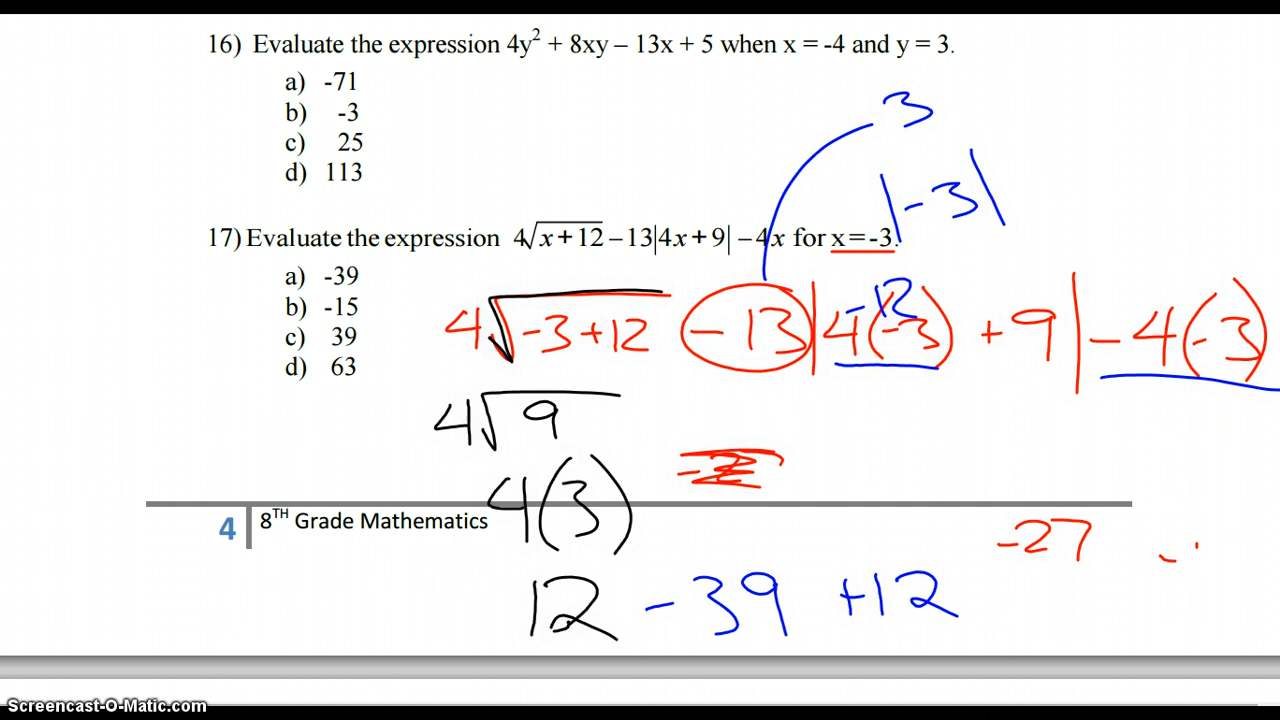 16) Evaluate the expression 4y² + 8xy – 13x + 5 when x = -4 and y = 3.
a) -71
b) -3
c) 25
d) 113
3
|-3|
17) Evaluate the expression 4√x+12 – 13|4x+9| – 4x for x = -3.
a) -39
b) -15
c) 39
d) 63
-12
4√-3+12 -13|4(-3) +9| -4(-3)
4√9
4(3)
4 8TH Grade Mathematics
-27
12 -39 +12
Screencast-O-Matic.com